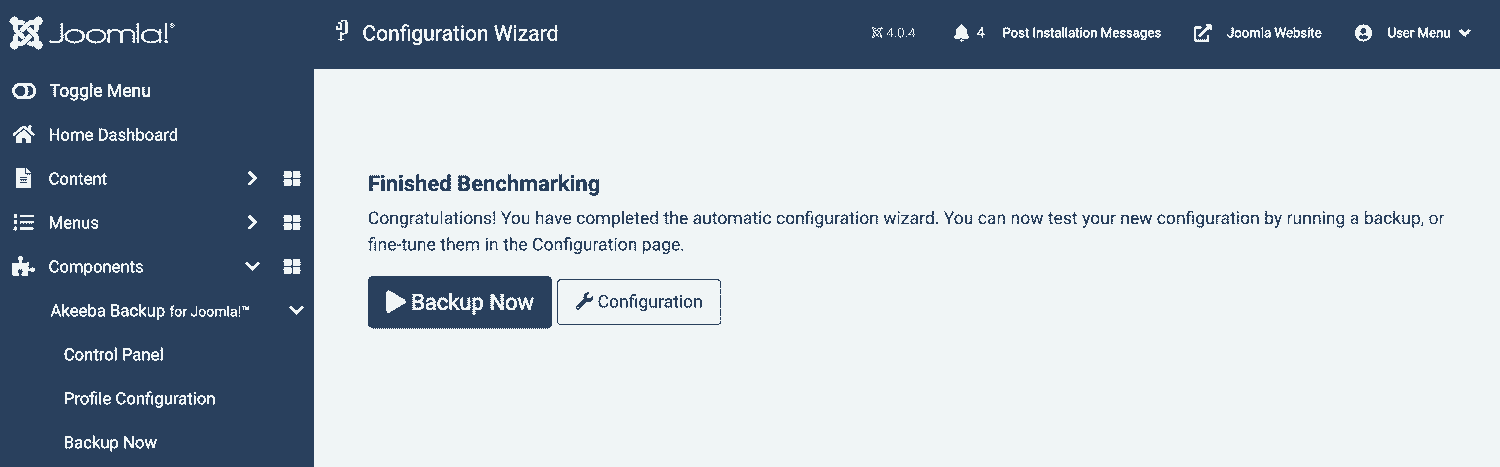 Joomla!®
Configuration Wizard
4.0.4
4 Post Installation Messages
Joomla Website
User Menu
Toggle Menu
Home Dashboard
Content
Menus
Components
Akeeba Backup for Joomla!™
Control Panel
Profile Configuration
Backup Now
Finished Benchmarking
Congratulations! You have completed the automatic configuration wizard. You can now test your new configuration by running a backup, or
fine-tune them in the Configuration page.
Backup Now
Configuration